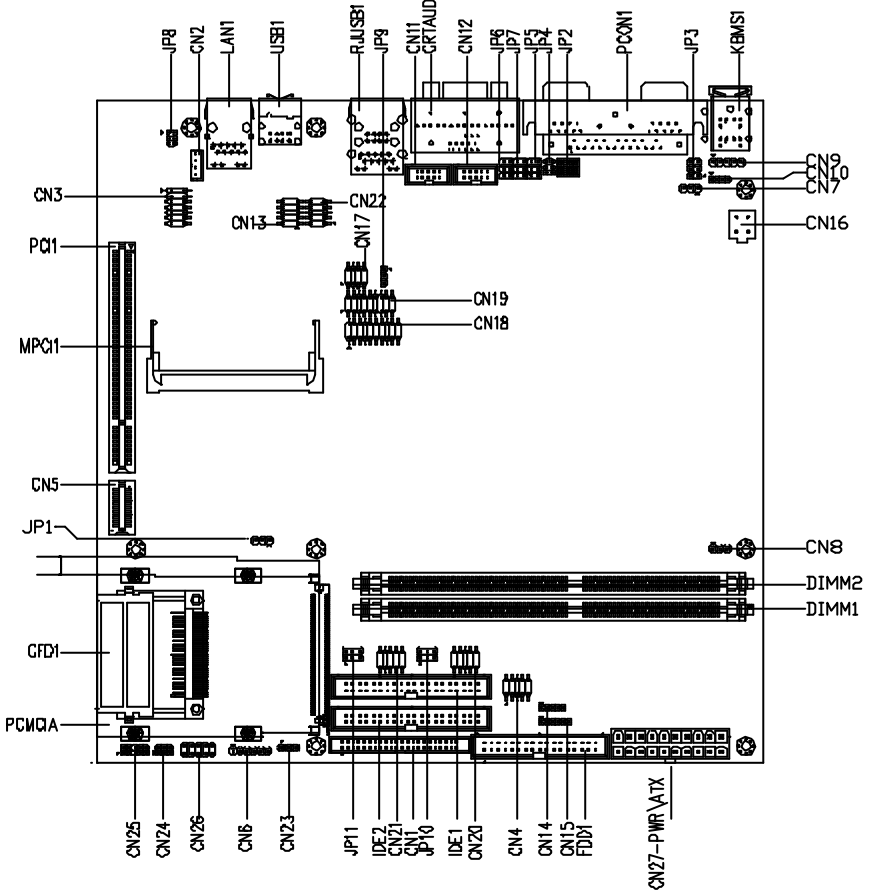 JP8
CN2
LAN1
USB1
RJUSB1
JP9
CN11
CRTAUD
CN12
JP6
JP7
JP5
JP4
JP2
PCON1
JP3
KBMS1
CN9
CN10
CN7
CN3
CN22
CN13
CN17
CN16
PCI1
CN19
CN18
MPCI1
CN5
JP1
CN8
DIMM2
DIMM1
CFD1
PCMCIA
CN25
CN24
CN26
CN6
CN23
JP11
IDE2
CN21
CN1
JP10
IDE1
CN20
CN4
CN14
CN15
FDD1
CN27-PWR\ATX